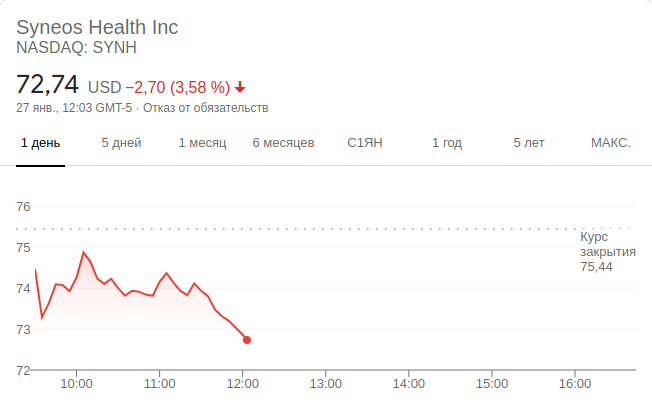 Syneos Health Inc
NASDAQ: SYNH
72,74 USD −2,70 (3,58 %)
27 янв., 12:03 GMT-5 · Отказ от обязательств
1 день 5 дней 1 месяц 6 месяцев С1ЯН 1 год 5 лет МАКС.
76
Курс
закрытия
75,44
75
74
73
72
10:00 11:00 12:00 13:00 14:00 15:00 16:00